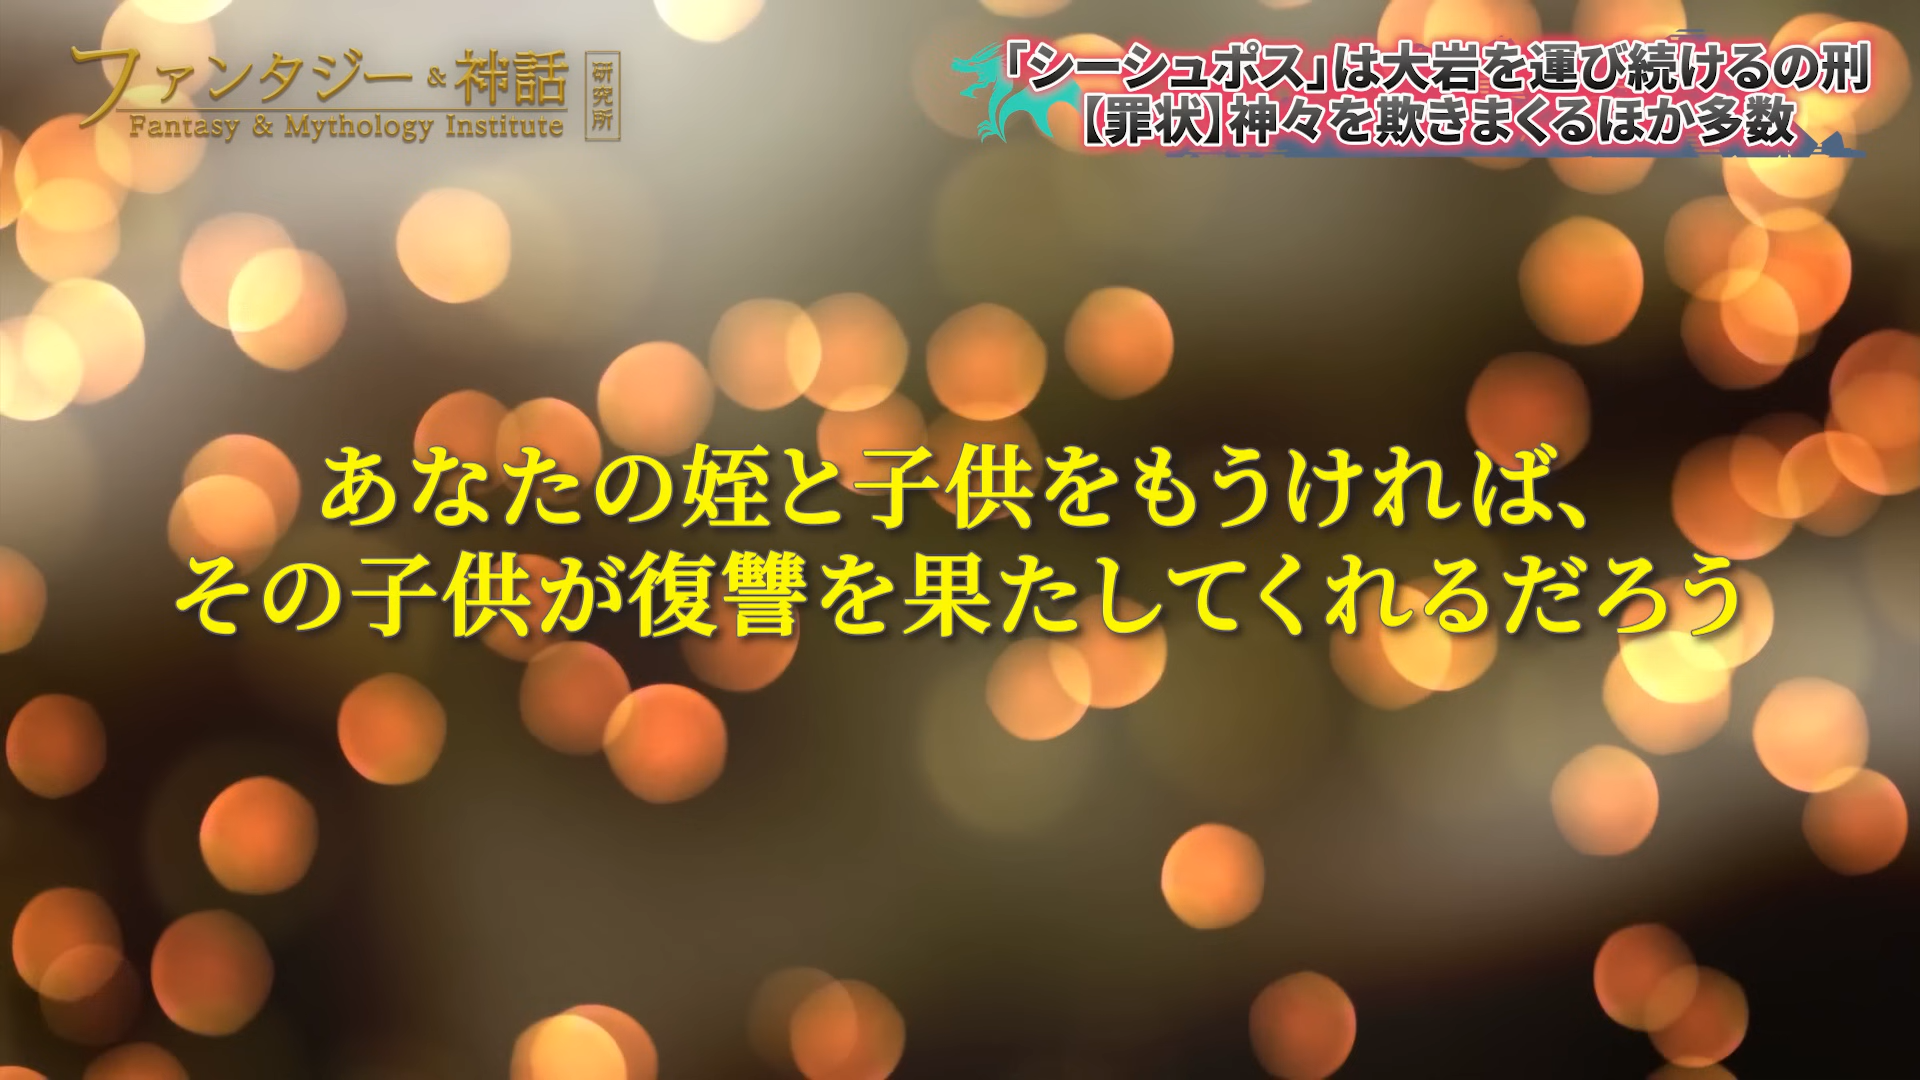 ファンタジー&神話 研究所
Fantasy & Mythology Institute
「シーシュポス」は大岩を運び続けるの刑
【罪状】神々を欺きまくるほか多数
あなたの姪と子供をもうければ、
その子供が復讐を果たしてくれるだろう